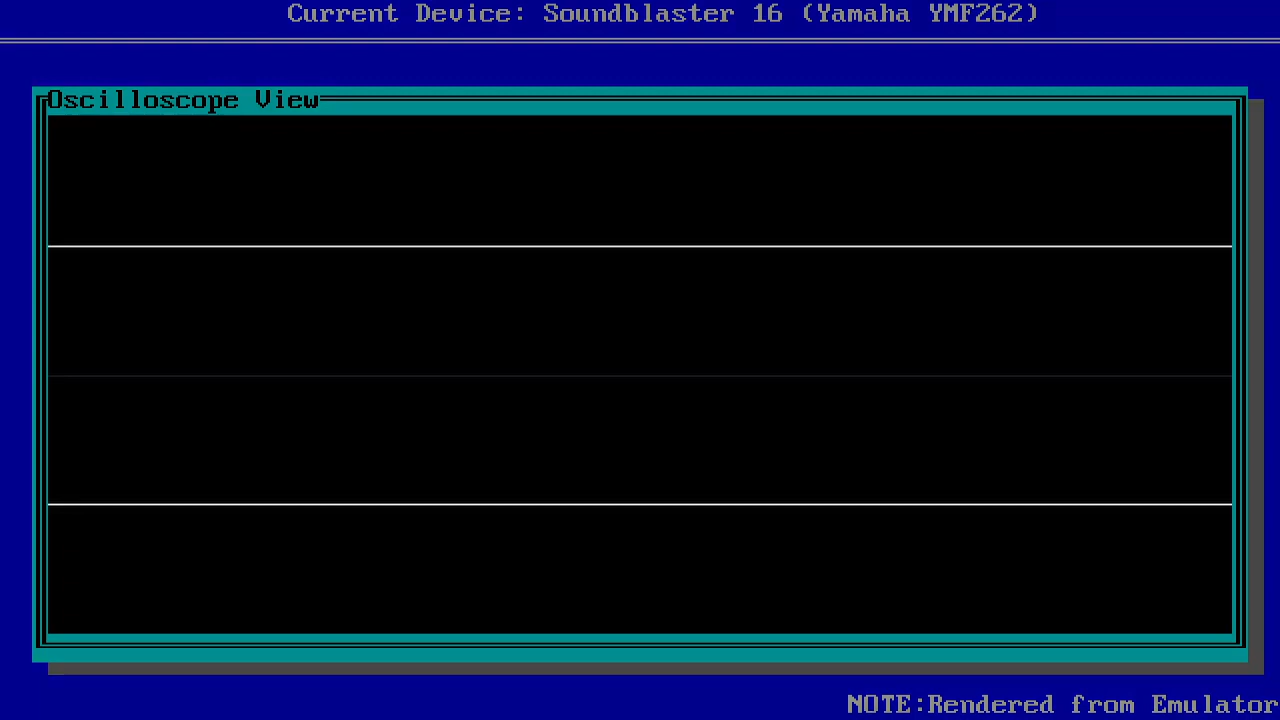 Current Device: Soundblaster 16 (Yamaha YMF262)
Oscilloscope View
NOTE:Rendered from Emulator